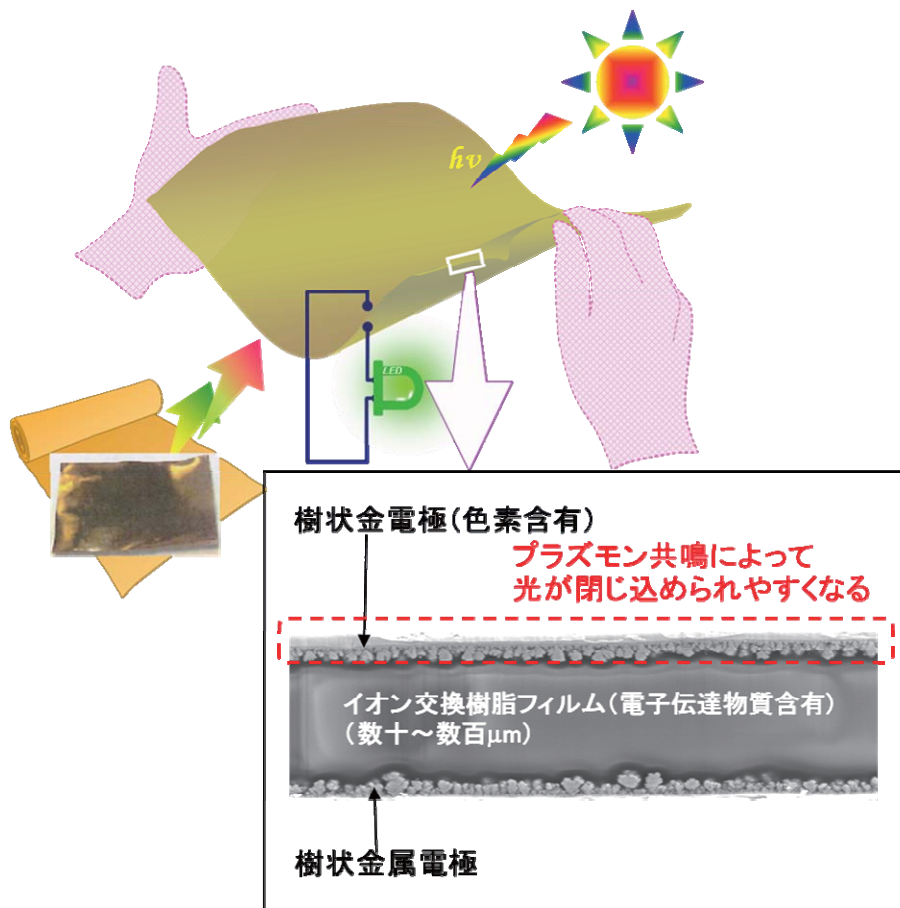 hν
LED
樹状金電極(色素含有)
プラズモン共鳴によって
光が閉じ込められやすくなる
イオン交換樹脂フィルム(電子伝達物質含有)
(数十～数百μm)
樹状金属電極